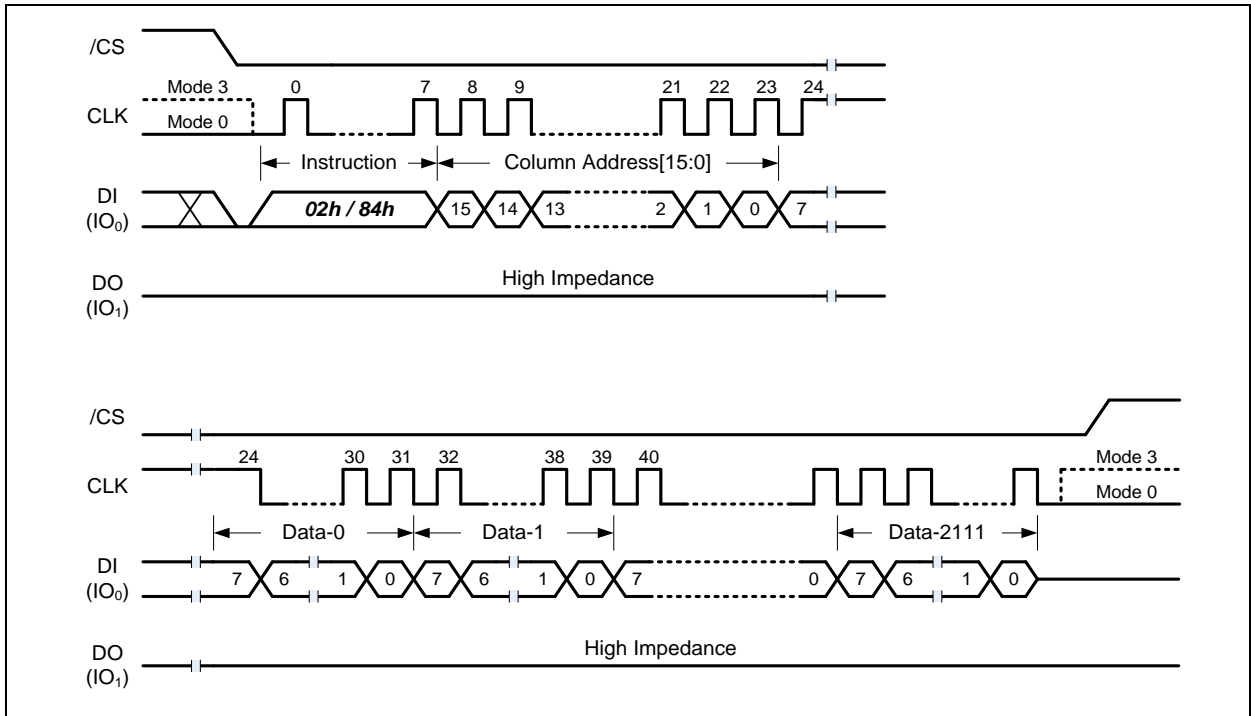 /CS
Mode 3 0 7 8 9 21 22 23 24
CLK
Mode 0
Instruction Column Address[15:0]
DI
(IO0) 02h / 84h 15 14 13 2 1 0 7
High Impedance
DO
(IO1)
/CS
24 30 31 32 38 39 40 Mode 3
CLK
Mode 0
Data-0 Data-1 Data-2111
DI
(IO0) 7 6 1 0 7 6 1 0 7 0 7 6 1 0
High Impedance
DO
(IO1)